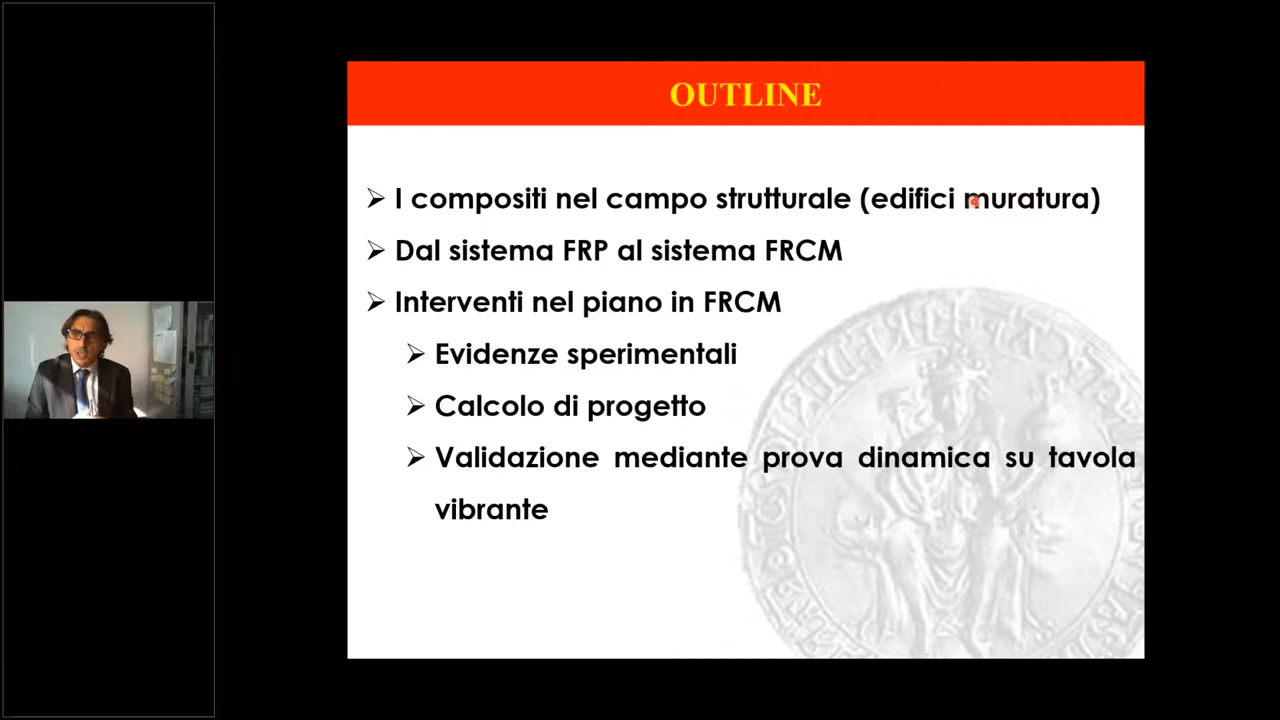 OUTLINE
I compositi nel campo strutturale (edifici muratura)
Dal sistema FRP al sistema FRCM
Interventi nel piano in FRCM
Evidenze sperimentali
Calcolo di progetto
Validazione mediante prova dinamica su tavola
vibrante